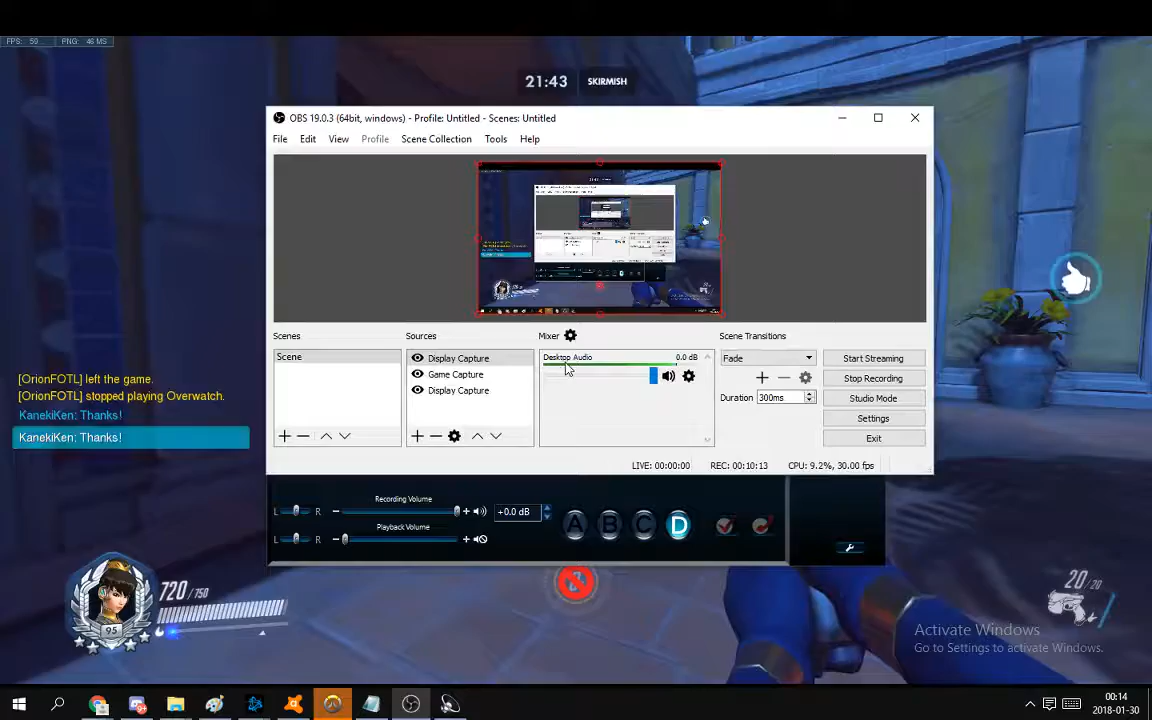 FPS: 59 PNG: 46 MS
21:43 SKIRMISH
OBS 19.0.3 (64bit, windows) - Profile: Untitled - Scenes: Untitled
File Edit View Profile Scene Collection Tools Help
Scenes Sources Mixer Scene Transitions
Scene Display Capture Desktop Audio 0.0 dB Fade Start Streaming
Game Capture Stop Recording
Display Capture Duration 300ms Studio Mode
Settings
Exit
LIVE: 00:00:00 REC: 00:10:13 CPU: 9.2%, 30.00 fps
[OrionFOTL] left the game.
[OrionFOTL] stopped playing Overwatch.
KanekiKen: Thanks!
KanekiKen: Thanks!
Recording Volume
L R +0.0 dB A B C D
Playback Volume
L R
720/750
95
20/20
Activate Windows
Go to Settings to activate Windows.
00:14
2018-01-30